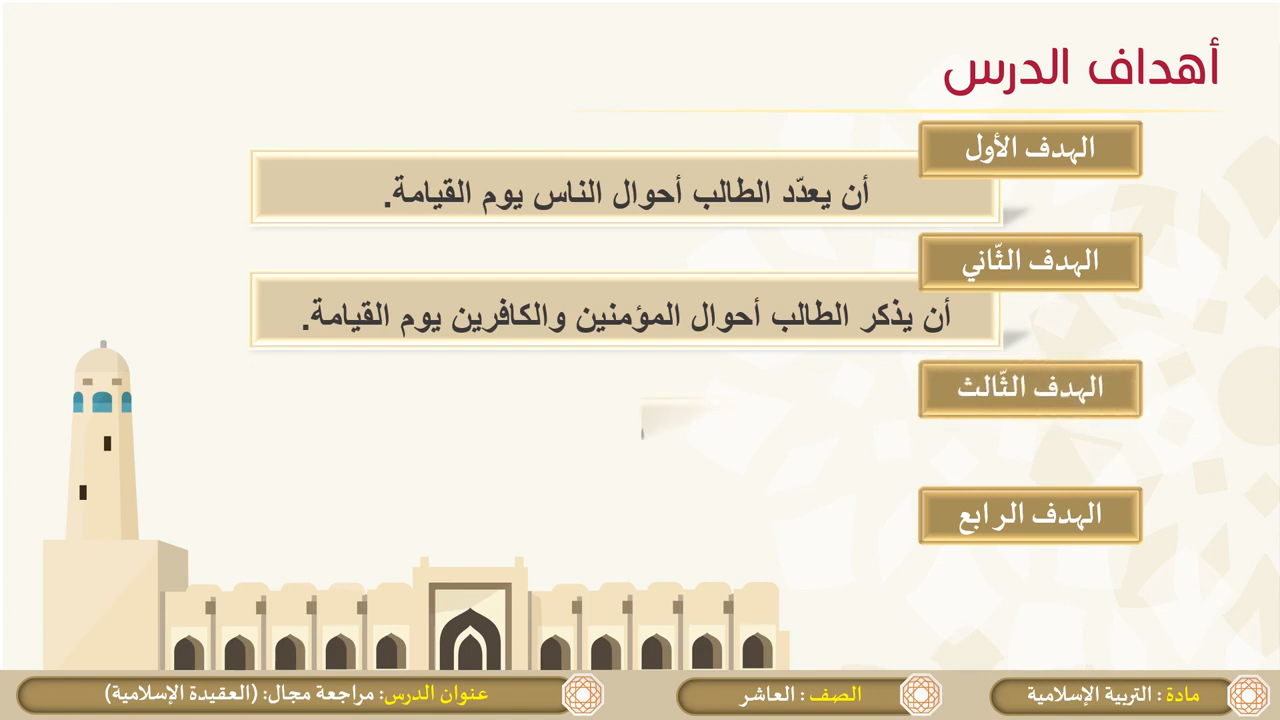 أهداف الدرس
الهدف الأول
أن يعدّد الطالب أحوال الناس يوم القيامة.
الهدف الثّاني
أن يذكر الطالب أحوال المؤمنين والكافرين يوم القيامة.
الهدف الثّالث
الهدف الرابع
مادة : التربية الإسلامية
الصف : العاشر
عنوان الدرس: مراجعة مجال: (العقيدة الإسلامية)